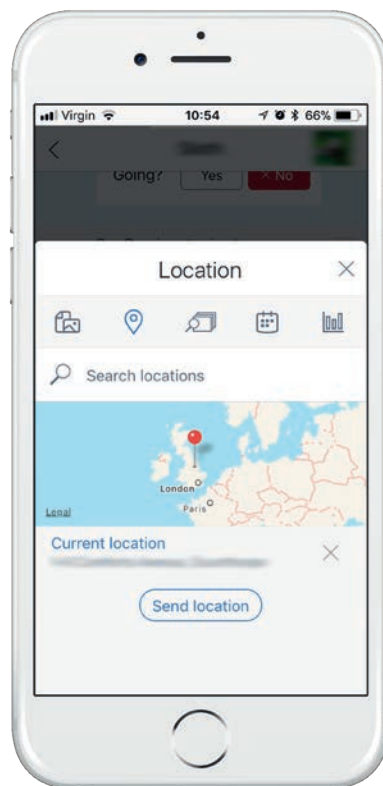 Virgin 10:54 66%
Going? Yes × No
Location
Search locations
London
Paris
Legal
Current location
Send location